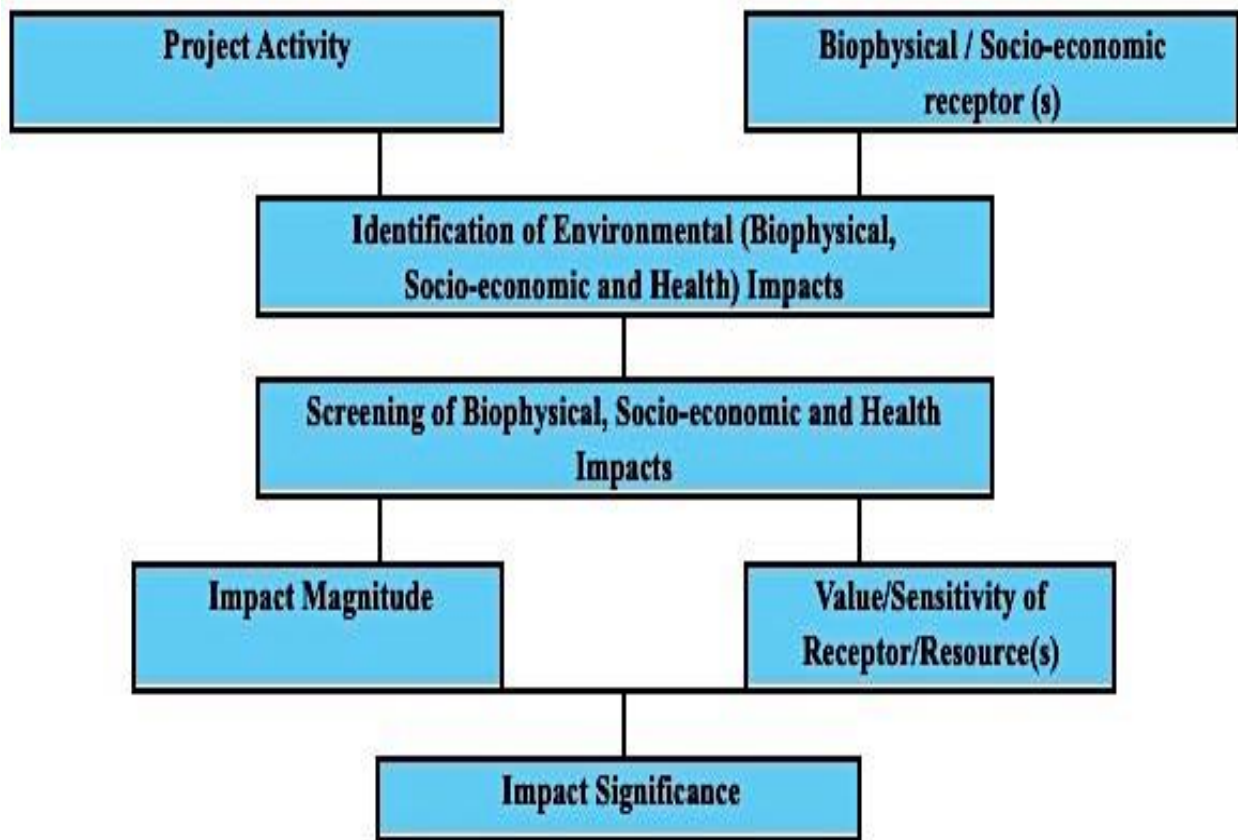 Project Activity
Biophysical / Socio-economic
receptor (s)
Identification of Environmental (Biophysical,
Socio-economic and Health) Impacts
Screening of Biophysical, Socio-economic and Health
Impacts
Impact Magnitude
Value/Sensitivity of
Receptor/Resource(s)
Impact Significance